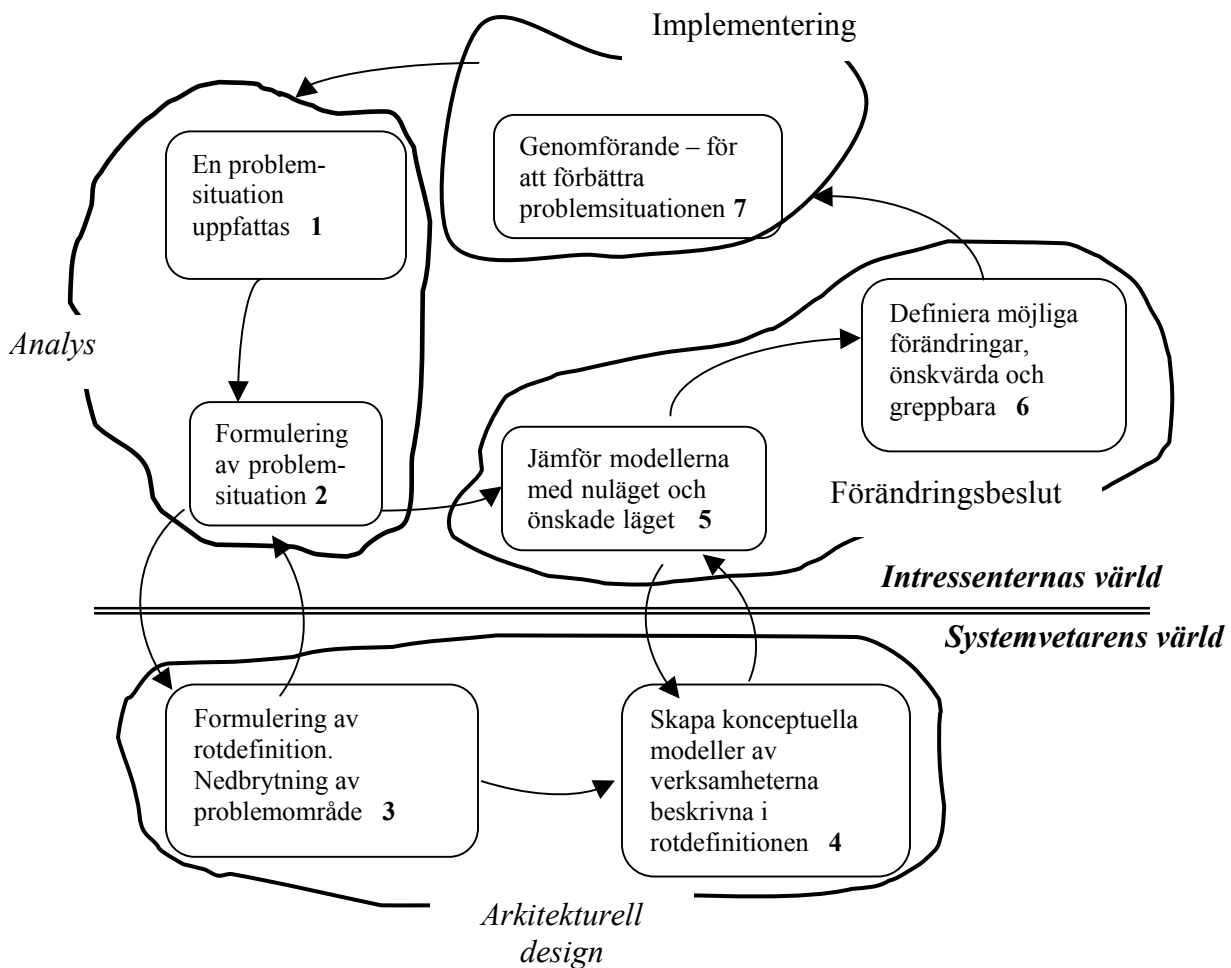 Implementering
En problem-
situation
uppfattas 1
Genomförande – för
att förbättra
problemsituationen 7
Analys
Formulering
av problem-
situation 2
Jämför modellerna
med nuläget och
önskade läget 5
Definiera möjliga
förändringar,
önskvärda och
greppbara 6
Förändringsbeslut
Intressenternas värld
Systemvetarens värld
Formulering av
rotdefinition.
Nedbrytning av
problemområde 3
Skapa konceptuella
modeller av
verksamheterna
beskrivna i
rotdefinitionen 4
Arkitekturell
design